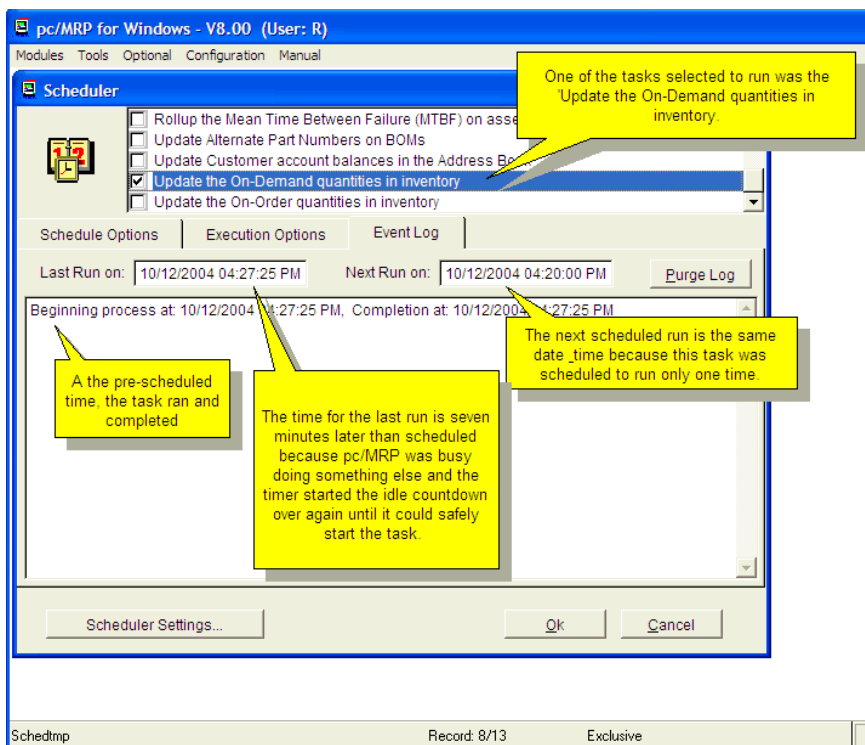 pc/MRP for Windows - V8.00 (User: R)
Modules Tools Optional Configuration Manual
Scheduler
One of the tasks selected to run was the
'Update the On-Demand quantities in
inventory.
Rollup the Mean Time Between Failure (MTBF) on
Update Alternate Part Numbers on BOMs
Update Customer account balances in the Address
Update the On-Demand quantities in inventory
Update the On-Order quantities in inventory
Schedule Options Execution Options Event Log
Last Run on: 10/12/2004 04:27:25 PM Next Run on: 10/12/2004 04:20:00 PM Purge Log
Beginning process at: 10/12/2004 04:27:25 PM, Completion at: 10/12/2004 04:27:25 PM
The next scheduled run is the same
date _time because this task was
scheduled to run only one time.
A the pre-scheduled
time, the task ran and
completed
The time for the last run is seven
minutes later than scheduled
because pc/MRP was busy
doing something else and the
timer started the idle countdown
over again until it could safely
start the task.
Scheduler Settings... Ok Cancel
Schedtmp Record: 8/13 Exclusive